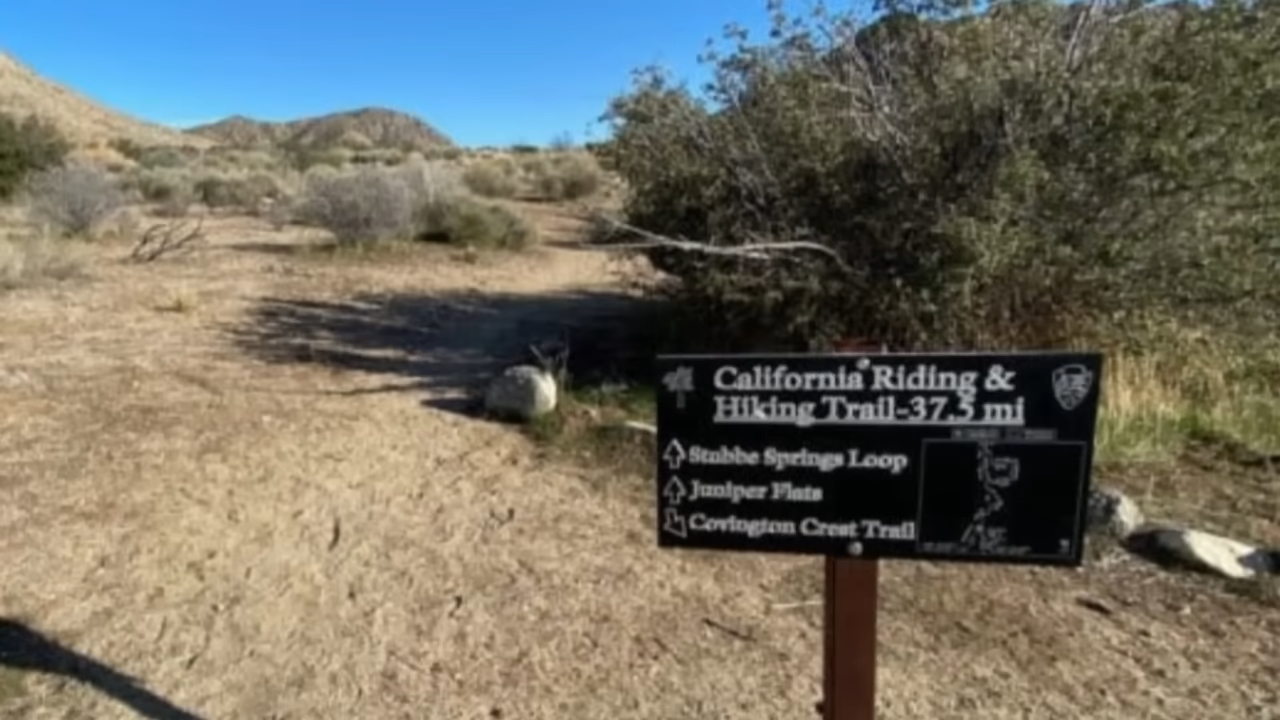 California Riding &
Hiking Trail-37.5 mi
Stubbe Springs Loop
Juniper Flats
Covington Crest Trail